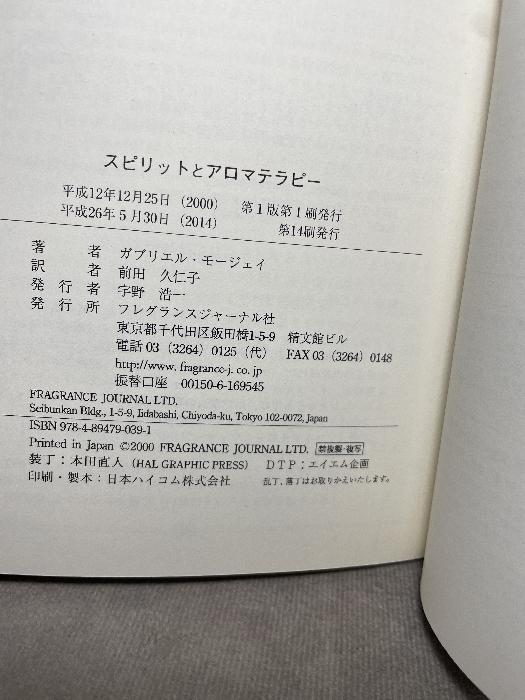 スピリットとアロマテラピー
平成12年12月25日（2000） 第1版第1刷発行
平成26年5月30日（2014） 第14刷発行
著者 ガブリエル・モージェイ
訳者 前田 久仁子
発行者 宇野 浩一
発行所 フレグランスジャーナル社
東京都千代田区飯田橋1-5-9 精文館ビル
電話03（3264）0125（代） FAX03（3264）0148
http://www.fragrance-j.co.jp
振替口座 00150-6-169545
FRAGRANCE JOURNAL LTD.
Seibunkan Bldg., 1-5-9, Iidabashi, Chiyoda-ku, Tokyo 102-0072, Japan
ISBN 978-4-89479-039-1
Printed in Japan ©2000 FRAGRANCE JOURNAL LTD. 禁複製・複写
装丁：本田直人（HAL GRAPHIC PRESS） DTP：エイエム企画
印刷・製本：日本ハイコム株式会社 乱丁、落丁はお取りかえいたします。